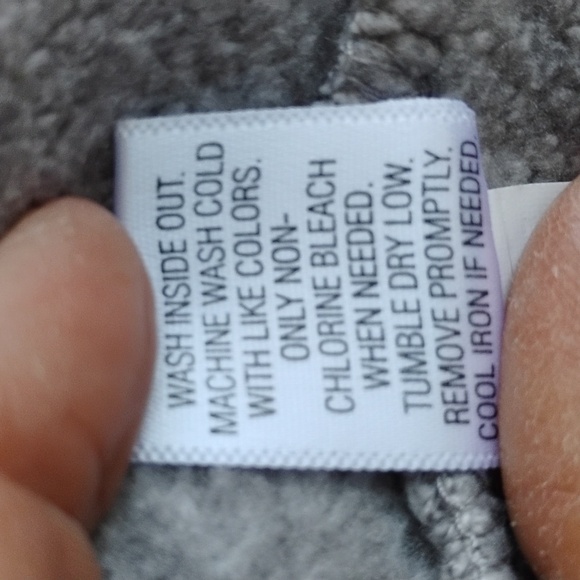 WASH INSIDE OUT.
MACHINE WASH COLD
WITH LIKE COLORS.
ONLY NON-
CHLORINE BLEACH
WHEN NEEDED.
TUMBLE DRY LOW.
REMOVE PROMPTLY.
COOL IRON IF NEEDED